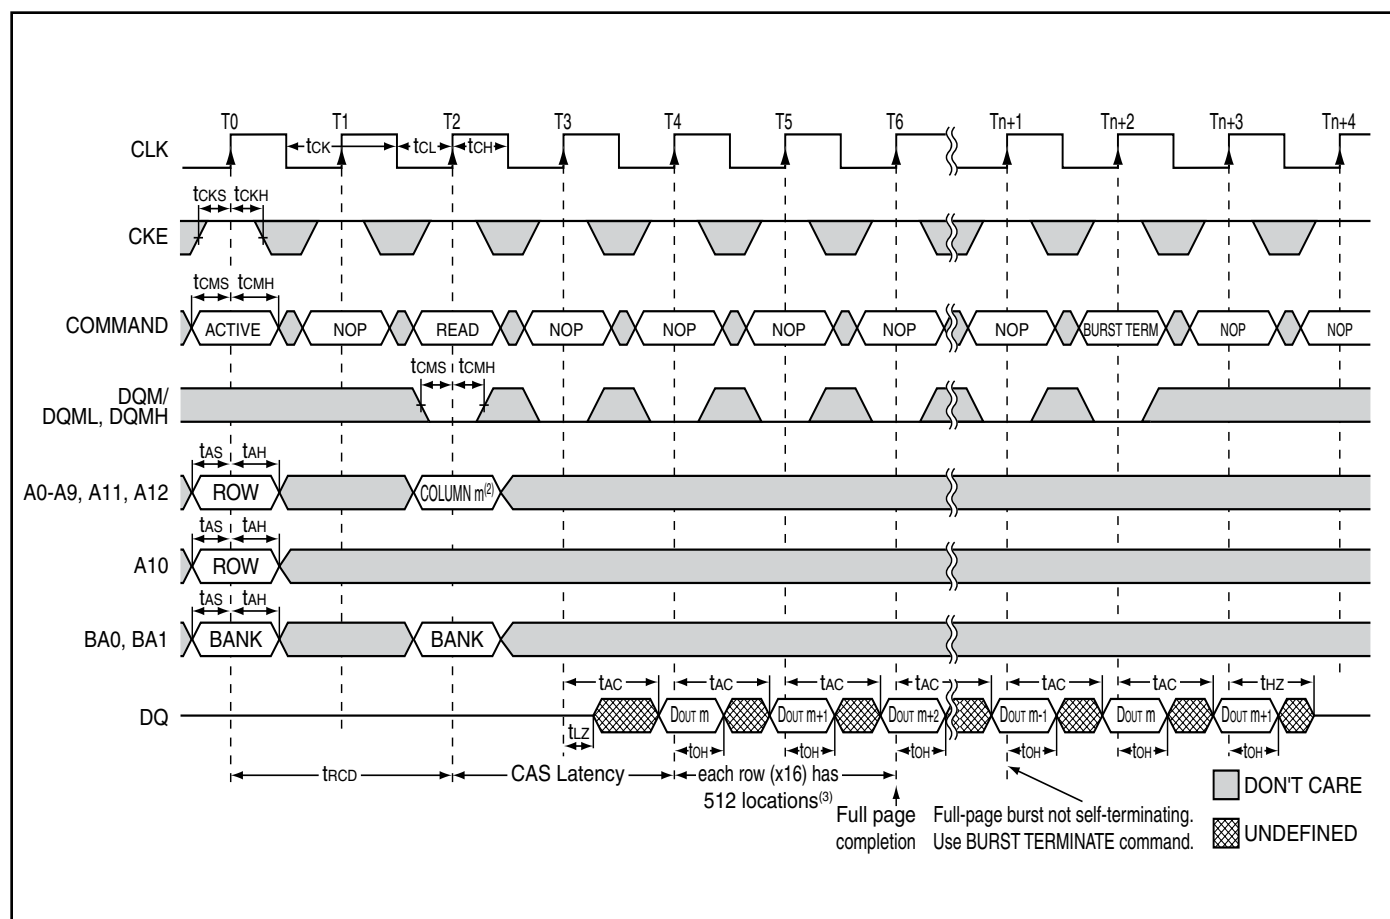 T0 T1 T2 T3 T4 T5 T6 Tn+1 Tn+2 Tn+3 Tn+4
CLK
tCK tCL tCH
tCKS tCKH
CKE
tCMS tCMH
COMMAND
ACTIVE NOP READ NOP NOP NOP NOP NOP BURST TERM NOP NOP
tCMS tCMH
DQM/
DQML, DQMH
tAS tAH
A0-A9, A11, A12
ROW COLUMN m(2)
tAS tAH
A10
ROW
tAS tAH
BA0, BA1
BANK BANK
tAC tAC tAC tAC tAC tAC tHZ
DQ
DOUT m DOUT m+1 DOUT m+2 DOUT m-1 DOUT m DOUT m+1
tLZ tOH tOH tOH tOH tOH tOH
tRCD CAS Latency each row (x16) has
512 locations(3)
Full page
completion
Full-page burst not self-terminating.
Use BURST TERMINATE command.
DON'T CARE
UNDEFINED